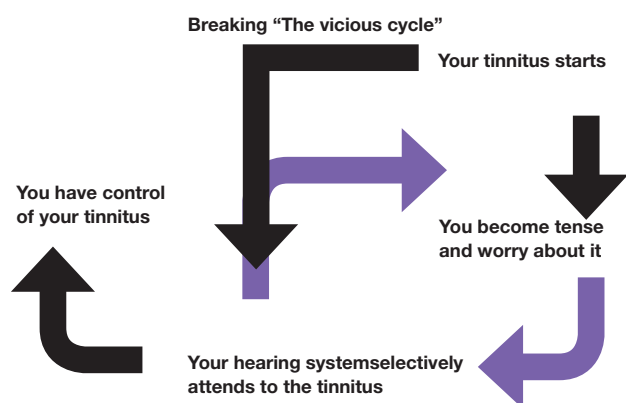 Breaking “The vicious cycle”
Your tinnitus starts
You have control
of your tinnitus
You become tense
and worry about it
Your hearing systemselectively
attends to the tinnitus